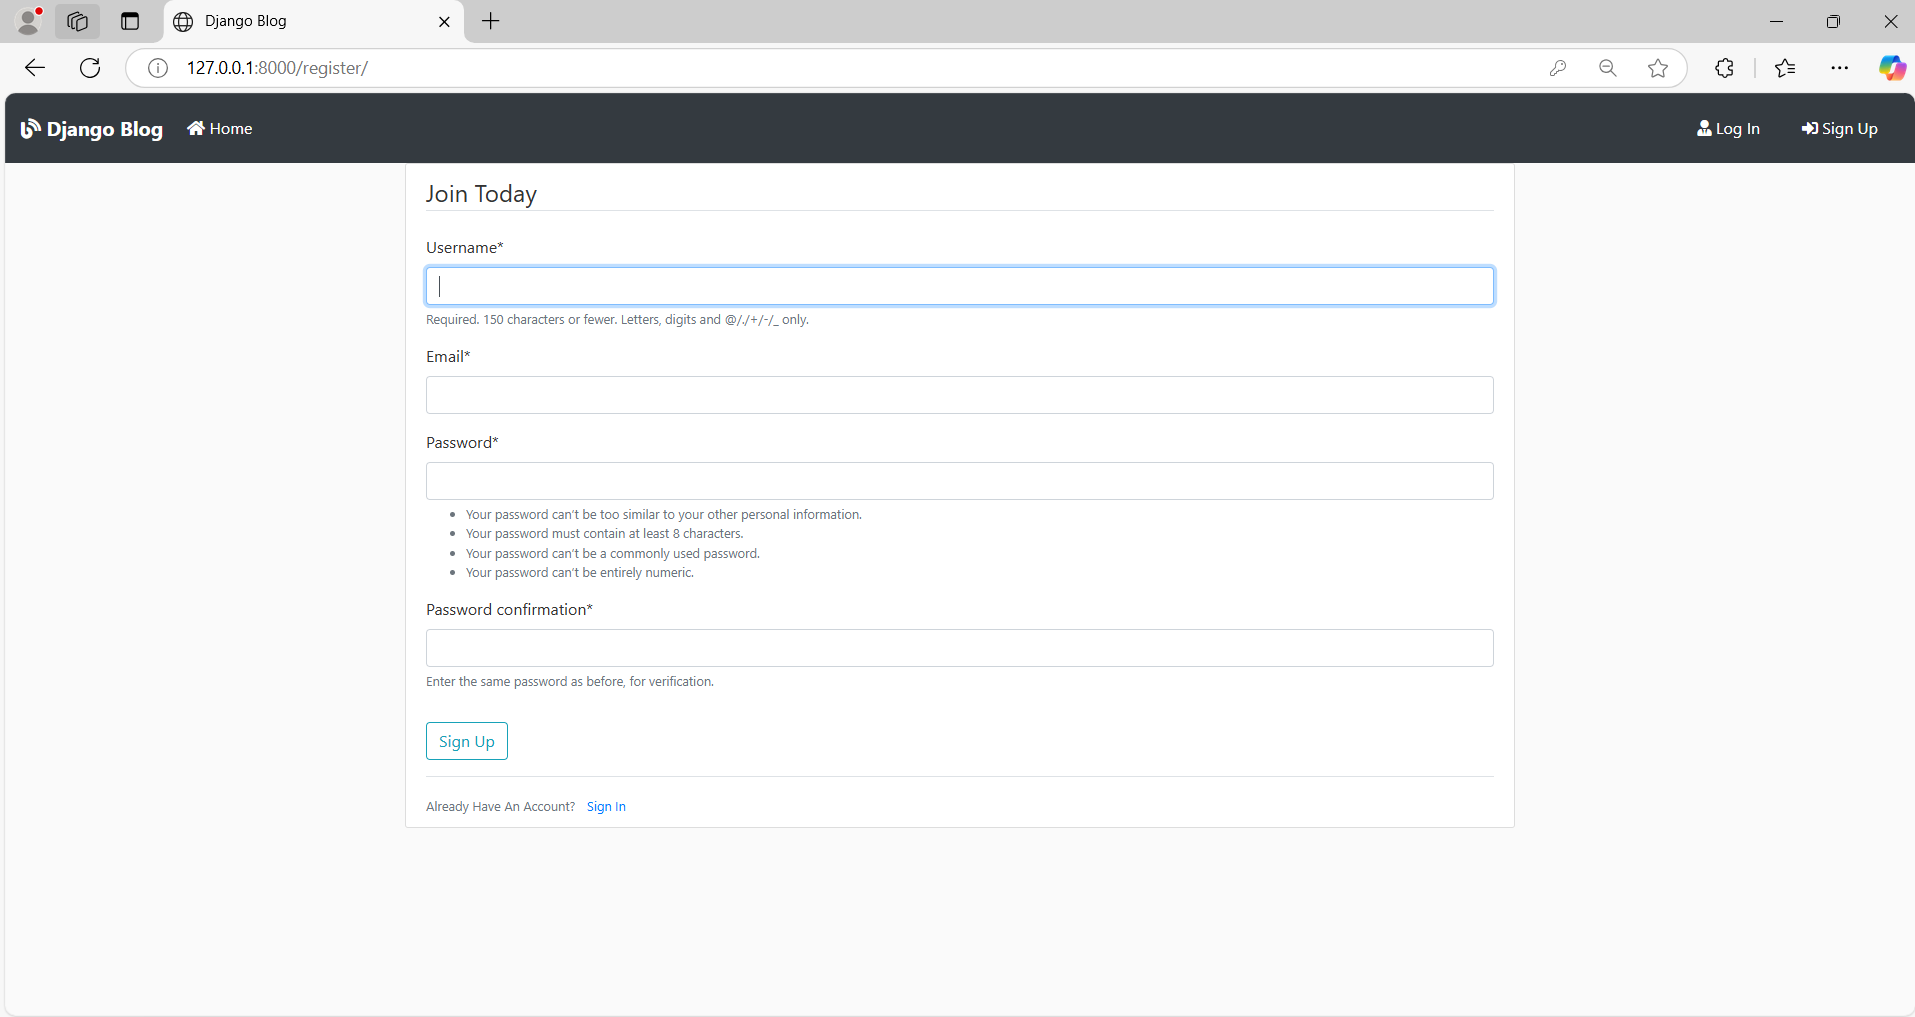 Django Blog
127.0.0.1:8000/register/
Django Blog Home Log In Sign Up
Join Today
Username*
Required. 150 characters or fewer. Letters, digits and @/./+/-/_ only.
Email*
Password*
Your password can't be too similar to your other personal information.
Your password must contain at least 8 characters.
Your password can't be a commonly used password.
Your password can't be entirely numeric.
Password confirmation*
Enter the same password as before, for verification.
Sign Up
Already Have An Account? Sign In